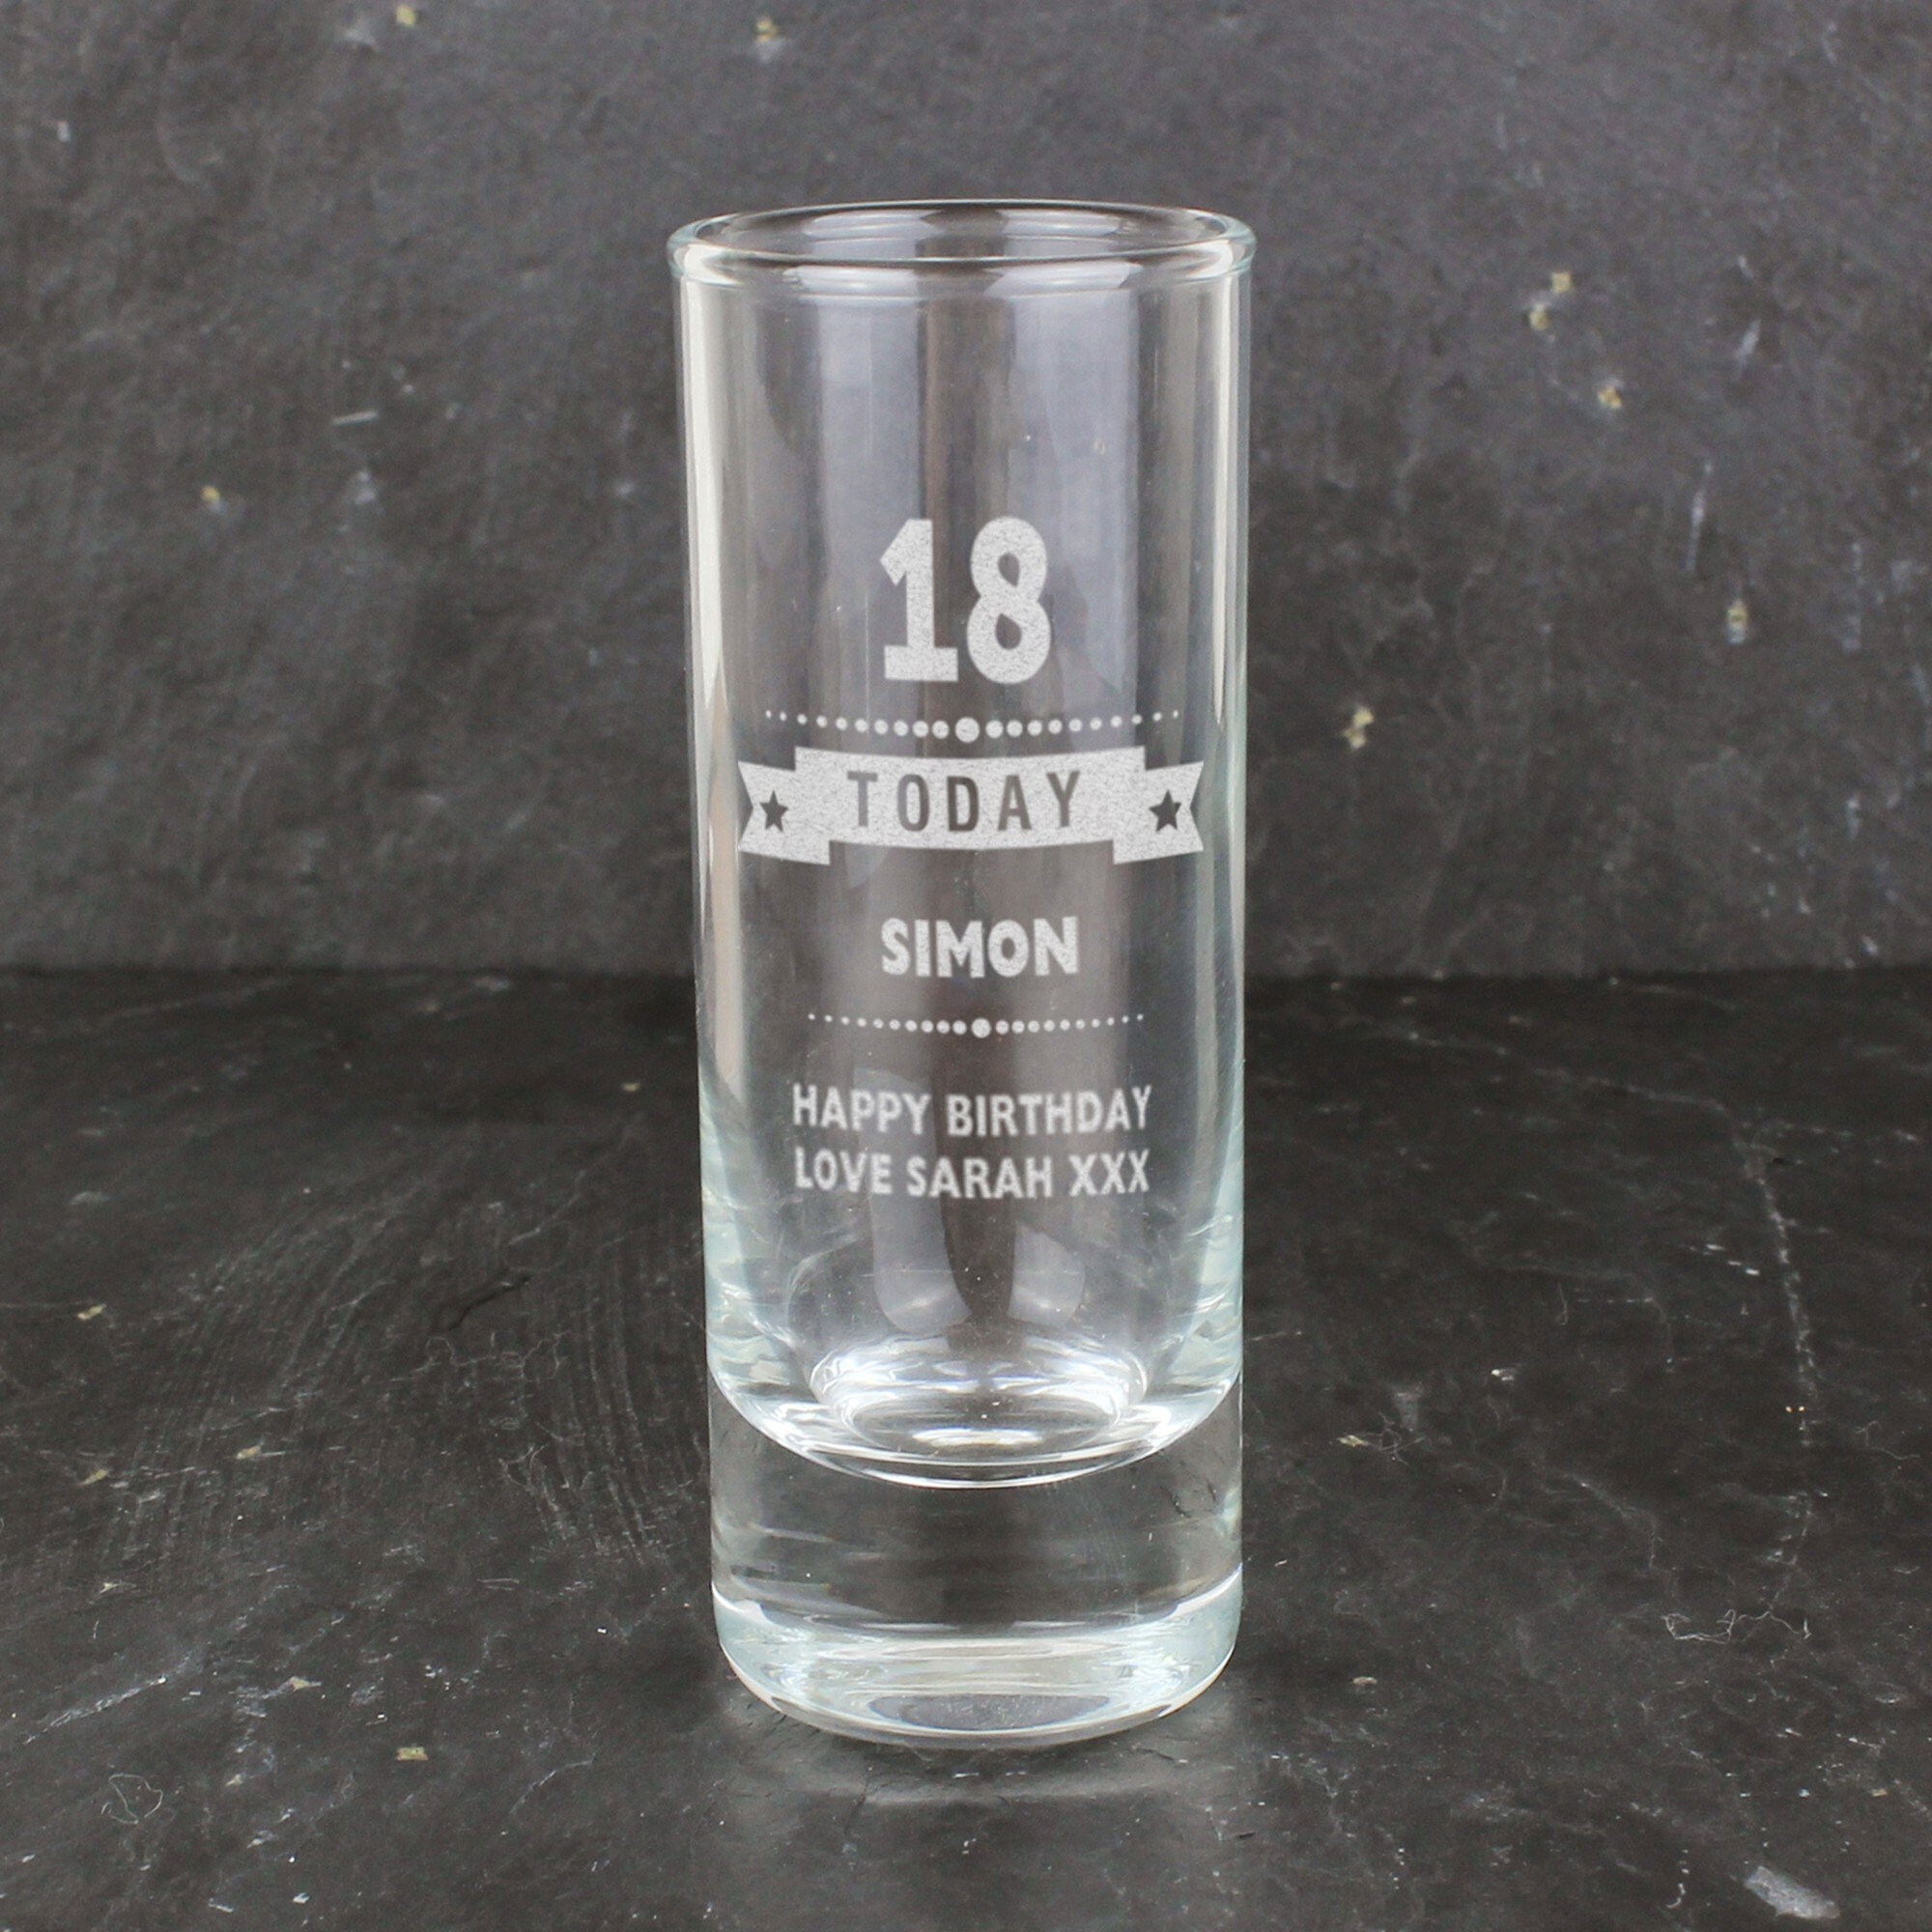 18
TODAY
SIMON
HAPPY BIRTHDAY
LOVE SARAH XXX